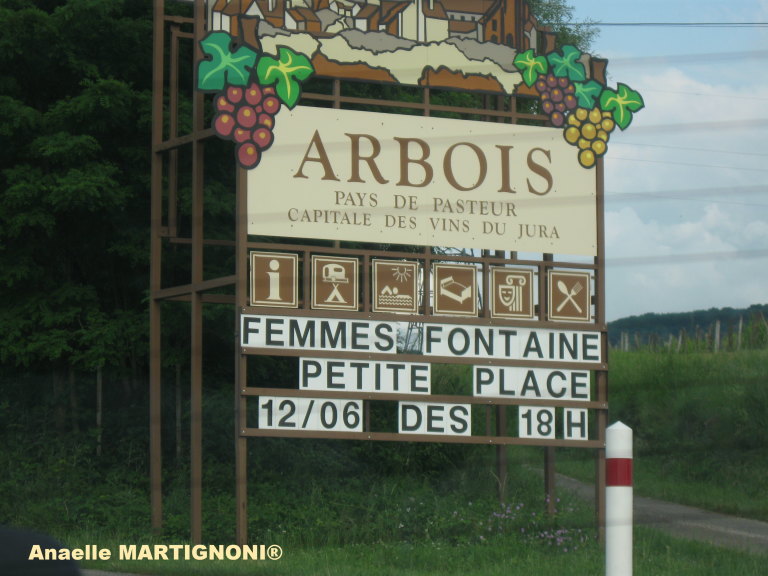 ARBOIS
PAYS DE PASTEUR
CAPITALE DES VINS DU JURA
i
FEMMES FONTAINE
PETITE PLACE
12/06 DES 18 H
Anaelle MARTIGNONI®